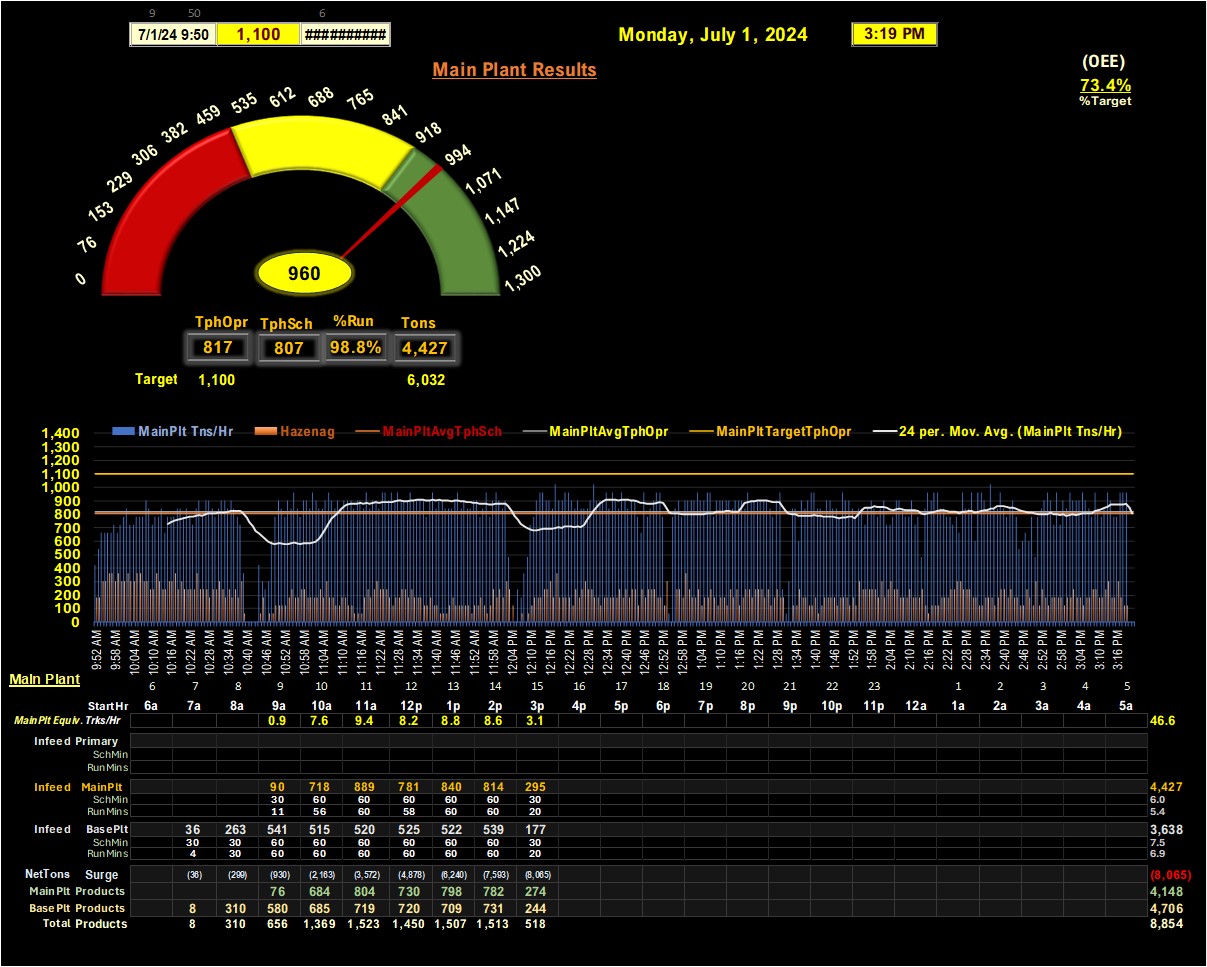 9 50 6
7/1/24 9:50 1,100 ##########
Monday, July 1, 2024 3:19 PM
Main Plant Results
(OEE)
73.4%
%Target
0 76 153 229 306 382 459 535 612 688 765 841 918 994 1,071 1,147 1,224 1,300
960
TphOpr TphSch %Run Tons
817 807 98.8% 4,427
Target 1,100 6,032
MainPlt Tns/Hr Hazenag MainPltAvgTphSch MainPltAvgTphOpr MainPltTargetTphOpr 24 per. Mov. Avg. (MainPlt Tns/Hr)
1,400
1,300
1,200
1,100
1,000
900
800
700
600
500
400
300
200
100
0
9:52 AM 9:58 AM 10:04 AM 10:10 AM 10:16 AM 10:22 AM 10:28 AM 10:34 AM 10:40 AM 10:46 AM 10:52 AM 10:58 AM 11:04 AM 11:10 AM 11:16 AM 11:22 AM 11:28 AM 11:34 AM 11:40 AM 11:46 AM 11:52 AM 11:58 AM 12:04 PM 12:10 PM 12:16 PM 12:22 PM 12:28 PM 12:34 PM 12:40 PM 12:46 PM 12:52 PM 12:58 PM 1:04 PM 1:10 PM 1:16 PM 1:22 PM 1:28 PM 1:34 PM 1:40 PM 1:46 PM 1:52 PM 1:58 PM 2:04 PM 2:10 PM 2:16 PM 2:22 PM 2:28 PM 2:34 PM 2:40 PM 2:46 PM 2:52 PM 2:58 PM 3:04 PM 3:10 PM 3:16 PM
Main Plant
6 7 8 9 10 11 12 13 14 15 16 17 18 19 20 21 22 23 1 2 3 4 5
StartHr 6a 7a 8a 9a 10a 11a 12p 1p 2p 3p 4p 5p 6p 7p 8p 9p 10p 11p 12a 1a 2a 3a 4a 5a
MainPlt Equiv. Trks/Hr 0.9 7.6 9.4 8.2 8.8 8.6 3.1 46.6
Infeed Primary
SchMin
RunMins
Infeed MainPlt 90 718 889 781 840 814 295 4,427
SchMin 30 60 60 60 60 60 30 6.0
RunMins 11 56 60 58 60 60 20 5.4
Infeed BasePlt 36 263 541 515 520 525 522 539 177 3,638
SchMin 30 30 60 60 60 60 60 60 30 7.5
RunMins 4 30 60 60 60 60 60 60 20 6.9
NetTons Surge (36) (299) (930) (2,163) (3,572) (4,878) (6,240) (7,593) (8,065) (8,065)
MainPlt Products 76 684 804 730 798 782 274 4,148
BasePlt Products 8 310 580 685 719 720 709 731 244 4,706
Total Products 8 310 656 1,369 1,523 1,450 1,507 1,513 518 8,854